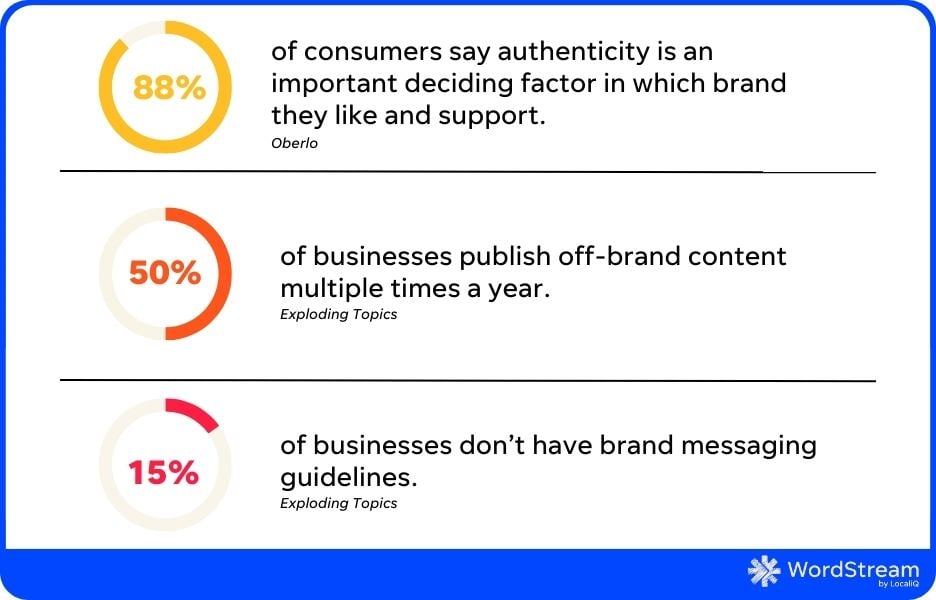 88%
of consumers say authenticity is an
important deciding factor in which brand
they like and support.
Oberlo
50%
of businesses publish off-brand content
multiple times a year.
Exploding Topics
15%
of businesses don’t have brand messaging
guidelines.
Exploding Topics
WordStream
by LocaliQ